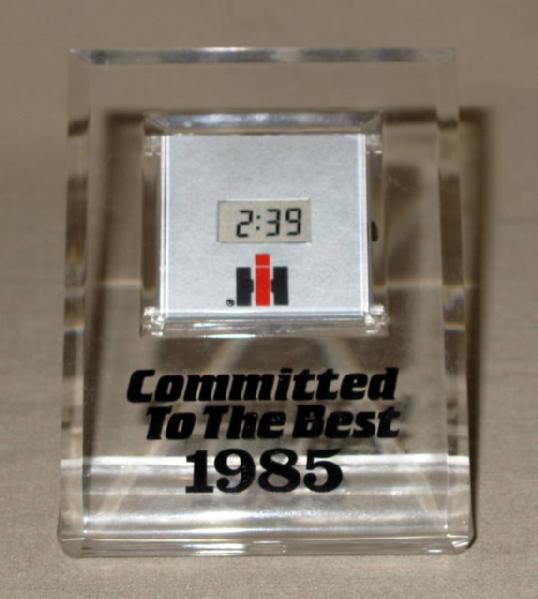 2:39
Committed
To The Best
1985